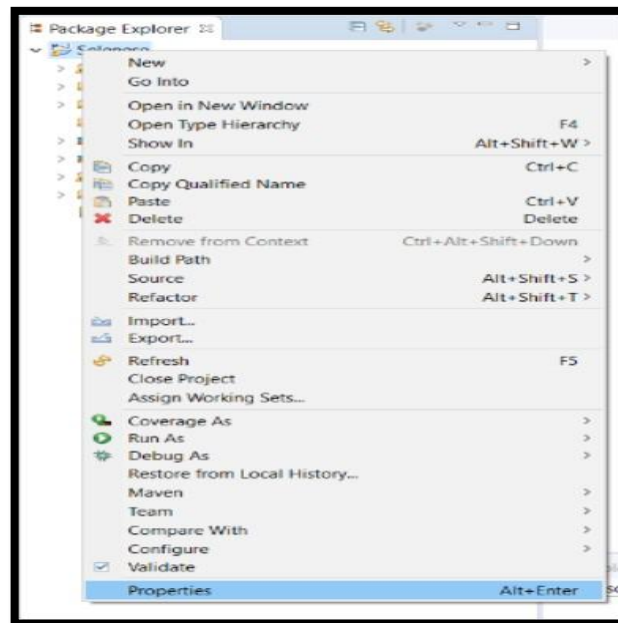 Package Explorer
New
Go Into
Open in New Window
Open Type Hierarchy F4
Show In Alt+Shift+W >
Copy Ctrl+C
Copy Qualified Name
Paste Ctrl+V
Delete Delete
Remove from Context Ctrl+Alt+Shift+Down
Build Path
Source Alt+Shift+S >
Refactor Alt+Shift+T >
Import...
Export...
Refresh F5
Close Project
Assign Working Sets...
Coverage As
Run As
Debug As
Restore from Local History...
Maven
Team
Compare With
Configure
Validate
Properties Alt+Enter